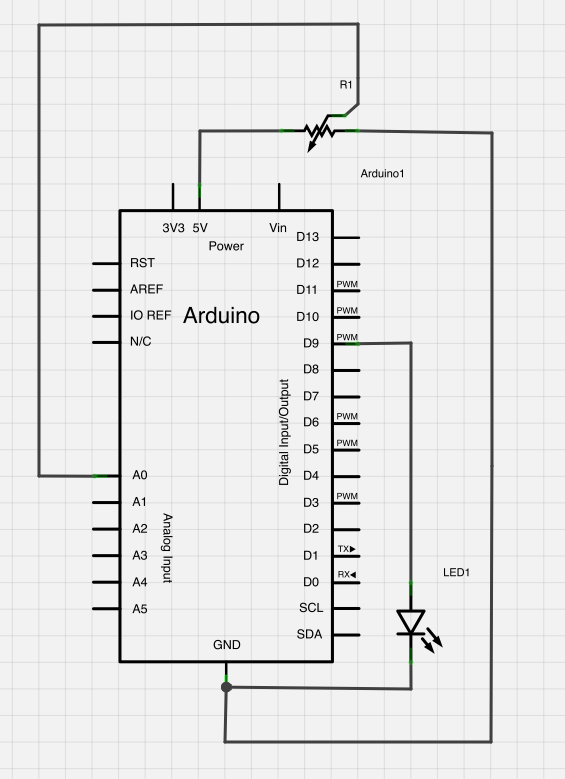 R1
Arduino1
3V3 5V Vin
Power
D13
RST D12
AREF D11 PWM
IO REF Arduino D10 PWM
N/C D9 PWM
D8
Digital Input/Output
D7
D6 PWM
D5 PWM
A0 D4
A1 D3 PWM
Analog Input
A2 D2
A3 D1 TX▶
A4 D0 RX◀
LED1
A5 SCL
SDA
GND